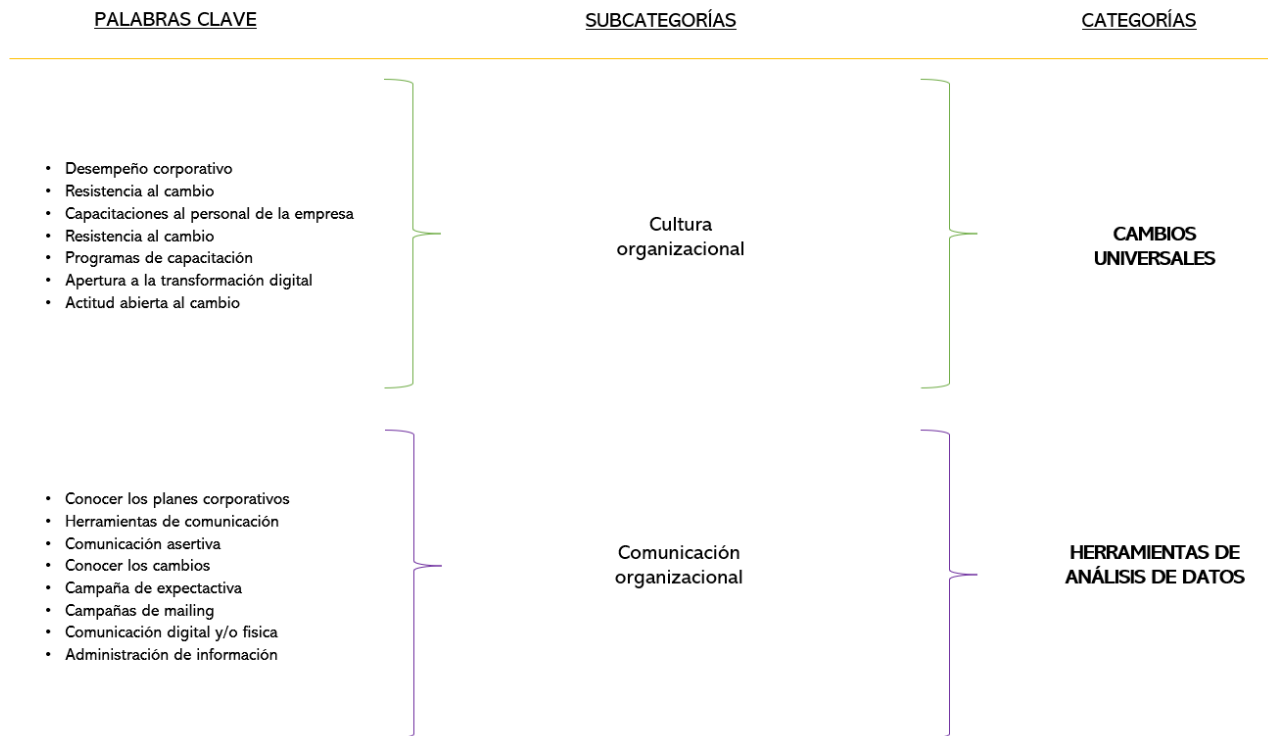 PALABRAS CLAVE
SUBCATEGORÍAS
CATEGORÍAS
• Desempeño corporativo
• Resistencia al cambio
• Capacitaciones al personal de la empresa
• Resistencia al cambio
• Programas de capacitación
• Apertura a la transformación digital
• Actitud abierta al cambio
Cultura
organizacional
CAMBIOS
UNIVERSALES
• Conocer los planes corporativos
• Herramientas de comunicación
• Comunicación asertiva
• Conocer los cambios
• Campaña de expectactiva
• Campañas de mailing
• Comunicación digital y/o fisica
• Administración de información
Comunicación
organizacional
HERRAMIENTAS DE
ANÁLISIS DE DATOS